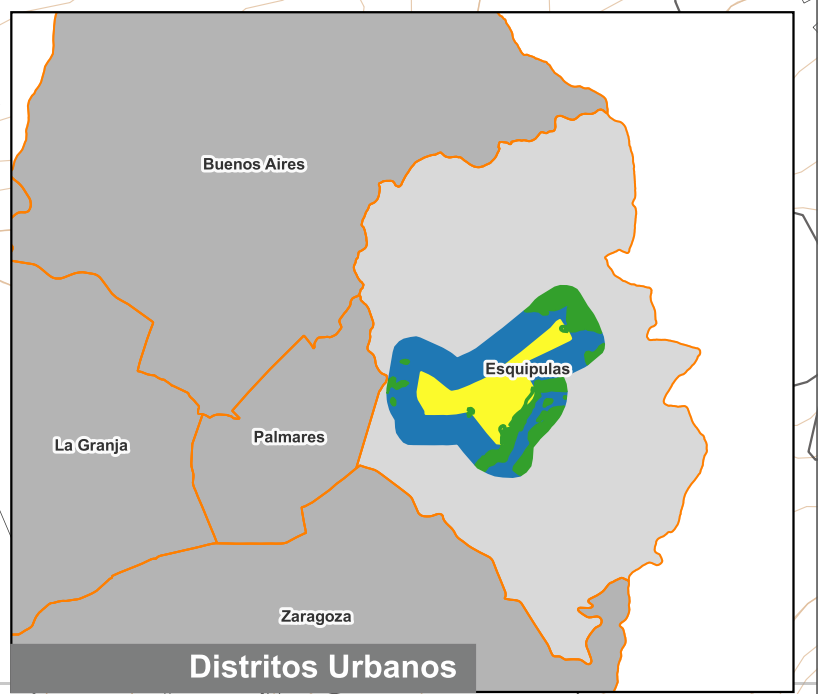 Buenos Aires
Esquipulas
Palmares
La Granja
Zaragoza
Distritos Urbanos